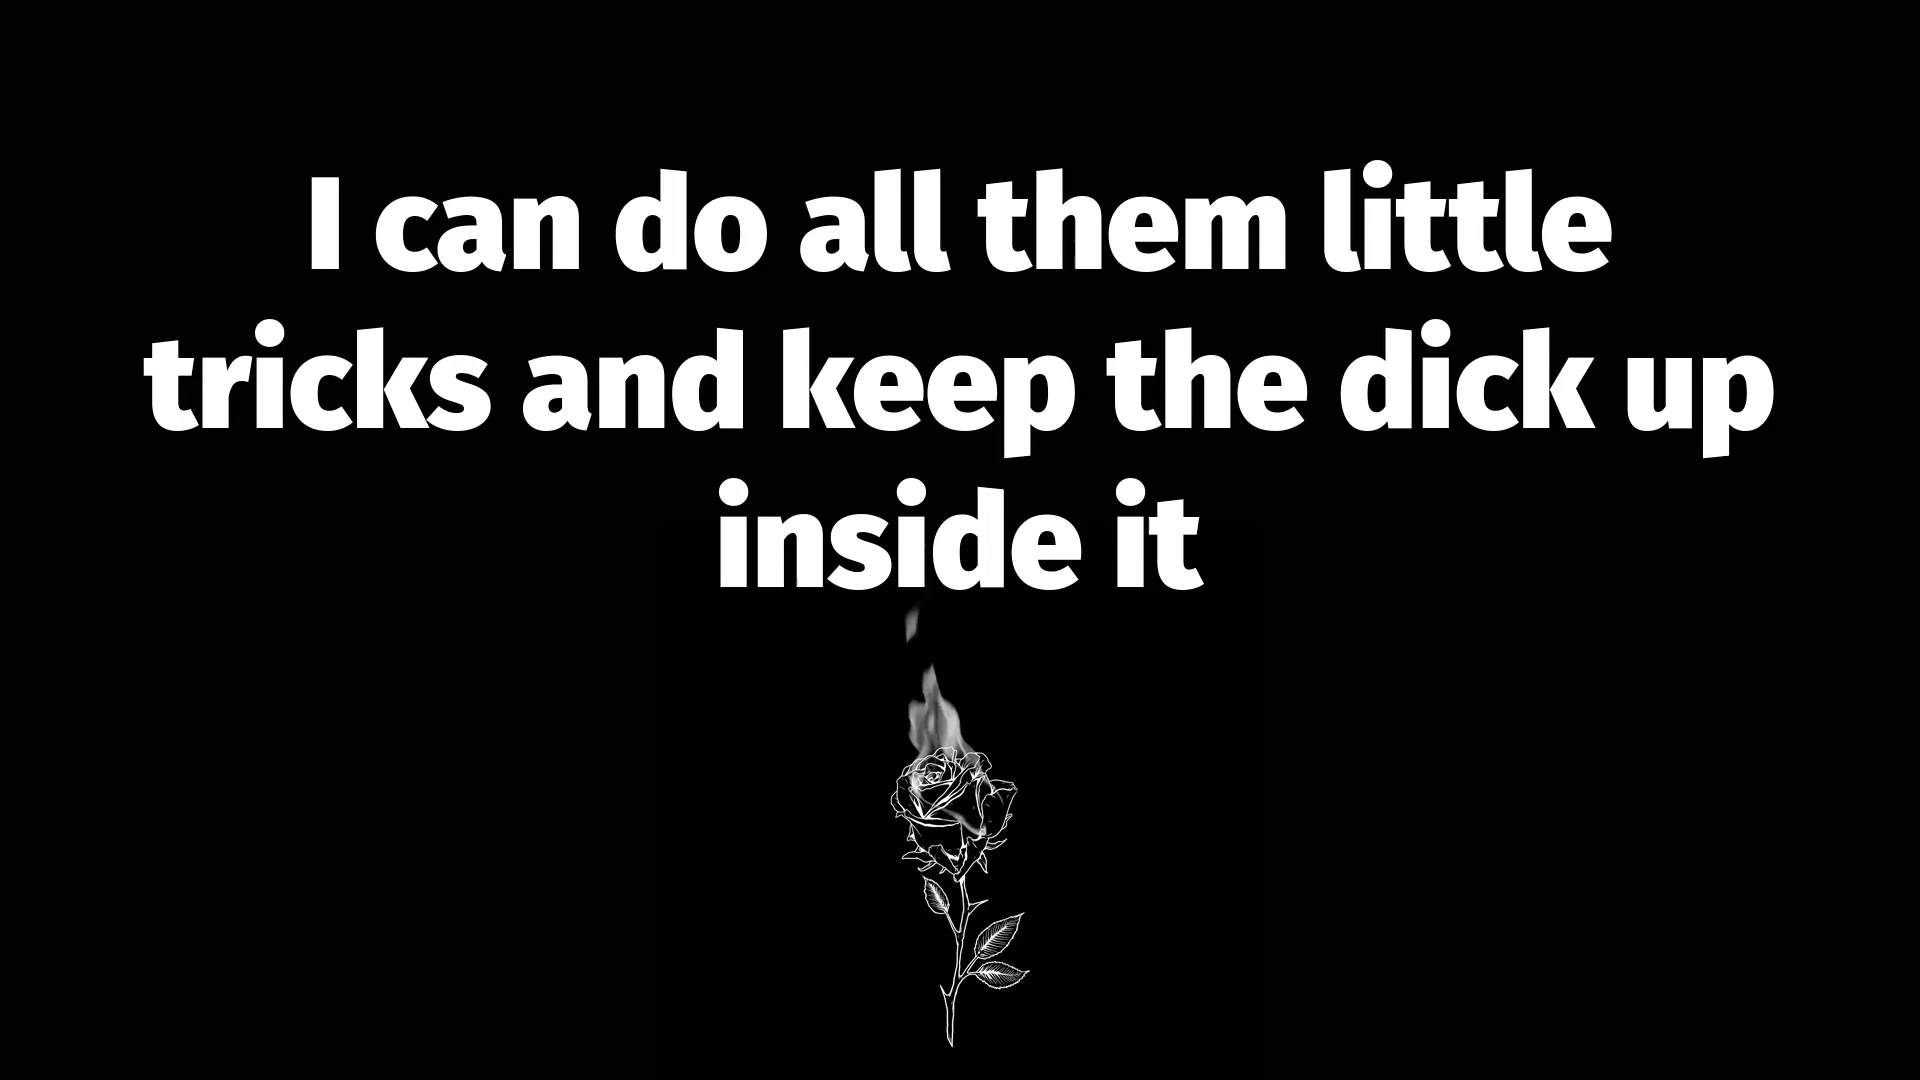 I can do all them little
tricks and keep the dick up
inside it